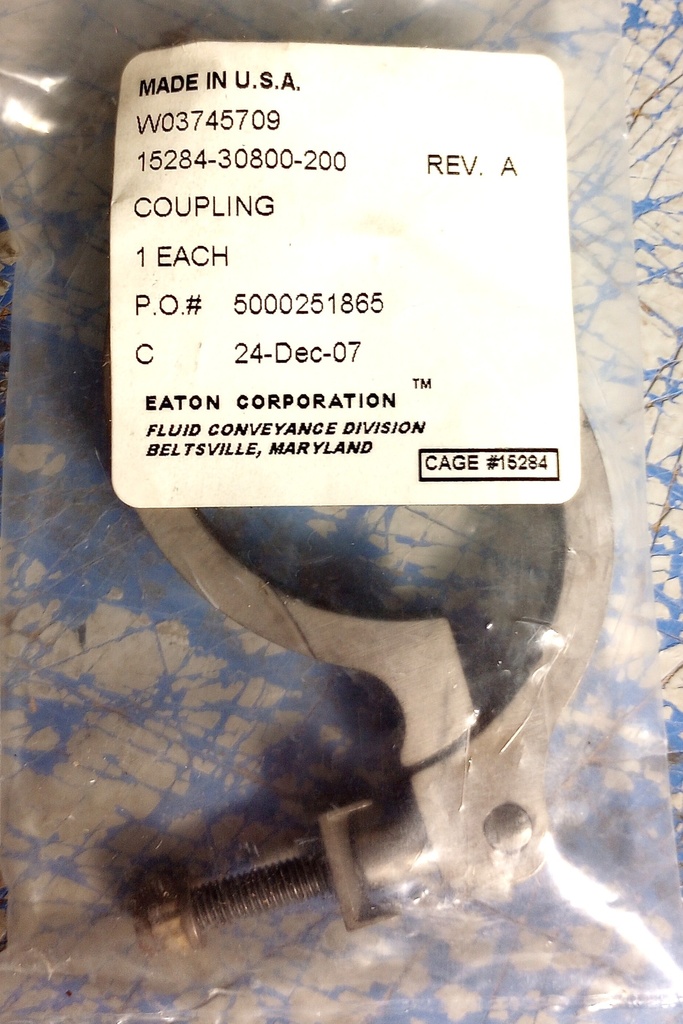 MADE IN U.S.A.
W03745709
15284-30800-200 REV. A
COUPLING
1 EACH
P.O.# 5000251865
C 24-Dec-07
EATON CORPORATION ™
FLUID CONVEYANCE DIVISION
BELTSVILLE, MARYLAND
CAGE #15284